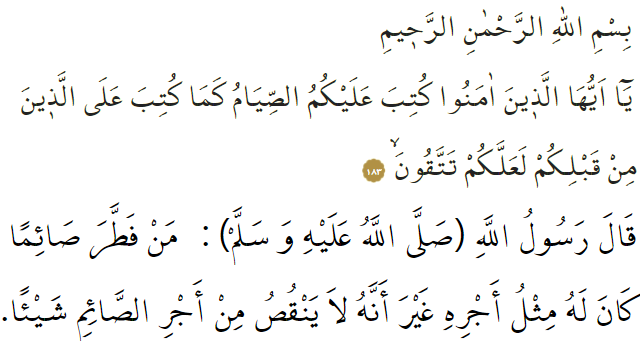 بِسْمِ اللهِ الرَّحْمٰنِ الرَّح۪يمِ
يَٓا اَيُّهَا الَّذ۪ينَ اٰمَنُوا كُتِبَ عَلَيْكُمُ الصِّيَامُ كَمَا كُتِبَ عَلَى الَّذ۪ينَ
مِنْ قَبْلِكُمْ لَعَلَّكُمْ تَتَّقُونَۙ ﴿١٨٣﴾
قَالَ رَسُولُ اللَّهِ (صَلَّى اللَّهُ عَلَيْهِ وَ سَلَّمْ) : مَنْ فَطَّرَ صَائِمًا
كَانَ لَهُ مِثْلُ أَجْرِهِ غَيْرَ أَنَّهُ لاَ يَنْقُصُ مِنْ أَجْرِ الصَّائِمِ شَيْئًا.